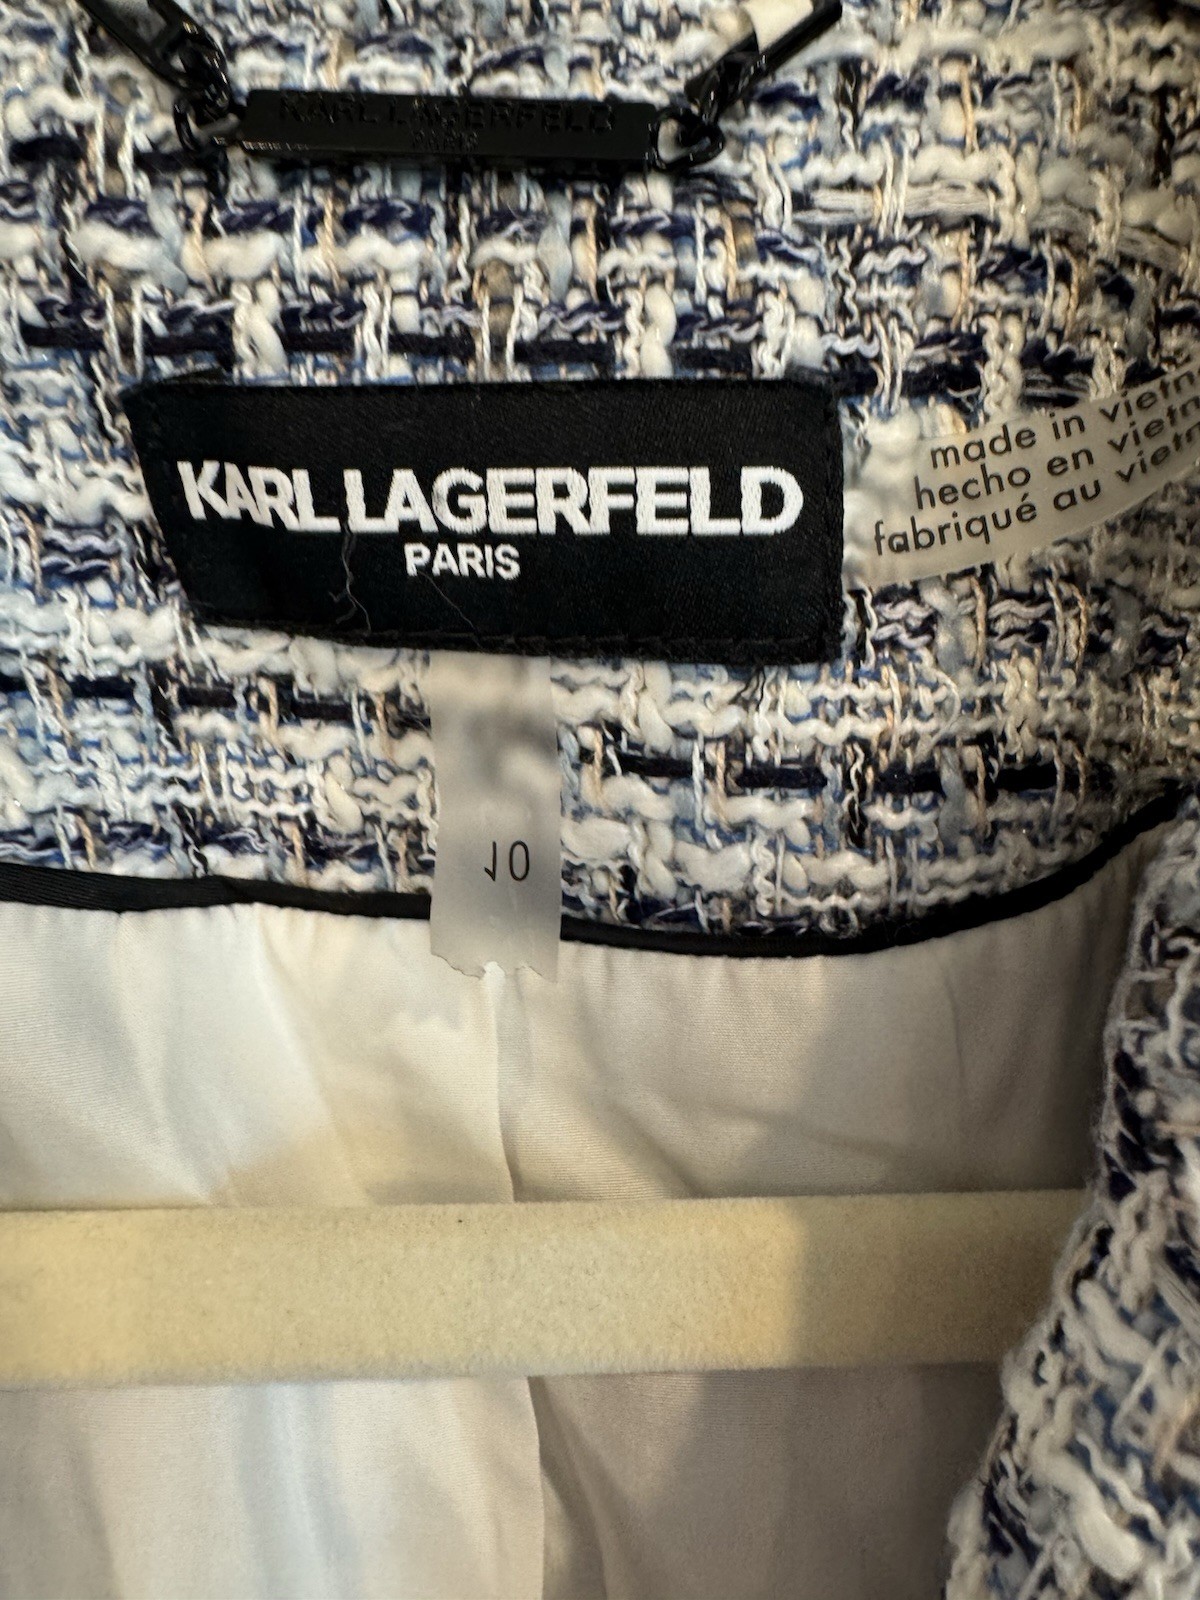 KARL LAGERFELD
PARIS
KARL LAGERFELD
PARIS
made in vietn
hecho en vietn
fabriqué au vietn
10